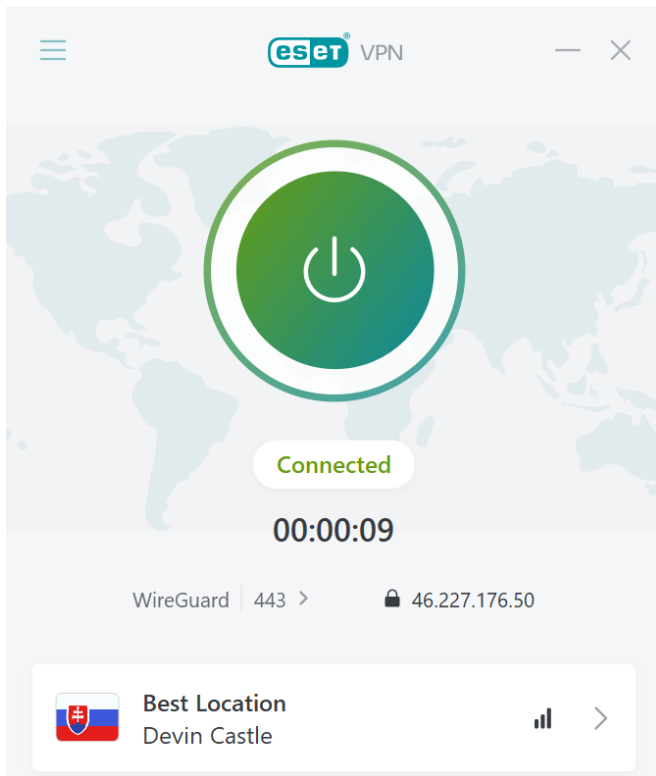 eset® VPN
Connected
00:00:09
WireGuard 443 46.227.176.50
Best Location
Devin Castle